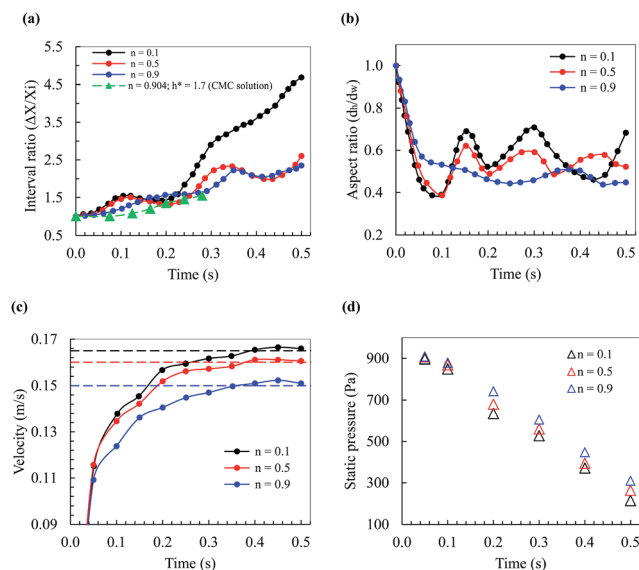 (a)
Interval ratio (ΔX/Xi)
5.5
4.5
3.5
2.5
1.5
0.5
n = 0.1
n = 0.5
n = 0.9
n = 0.904; h* = 1.7 (CMC solution)
0.0 0.1 0.2 0.3 0.4 0.5
Time (s)
(b)
Aspect ratio (dh/dw)
1.0
0.8
0.6
0.4
0.2
n = 0.1
n = 0.5
n = 0.9
0.0 0.1 0.2 0.3 0.4 0.5
Time (s)
(c)
Velocity (m/s)
0.17
0.15
0.13
0.11
0.09
n = 0.1
n = 0.5
n = 0.9
0.0 0.1 0.2 0.3 0.4 0.5
Time (s)
(d)
Static pressure (Pa)
900
700
500
300
100
n = 0.1
n = 0.5
n = 0.9
0.0 0.1 0.2 0.3 0.4 0.5
Time (s)